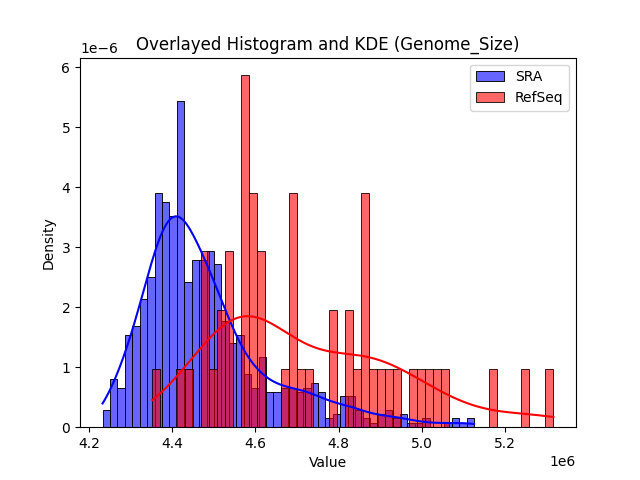 Overlayed Histogram and KDE (Genome_Size)
1e−6
SRA
RefSeq
6
5
4
3
2
1
0
Density
4.2
4.4
4.6
4.8
5.0
5.2
Value
1e6